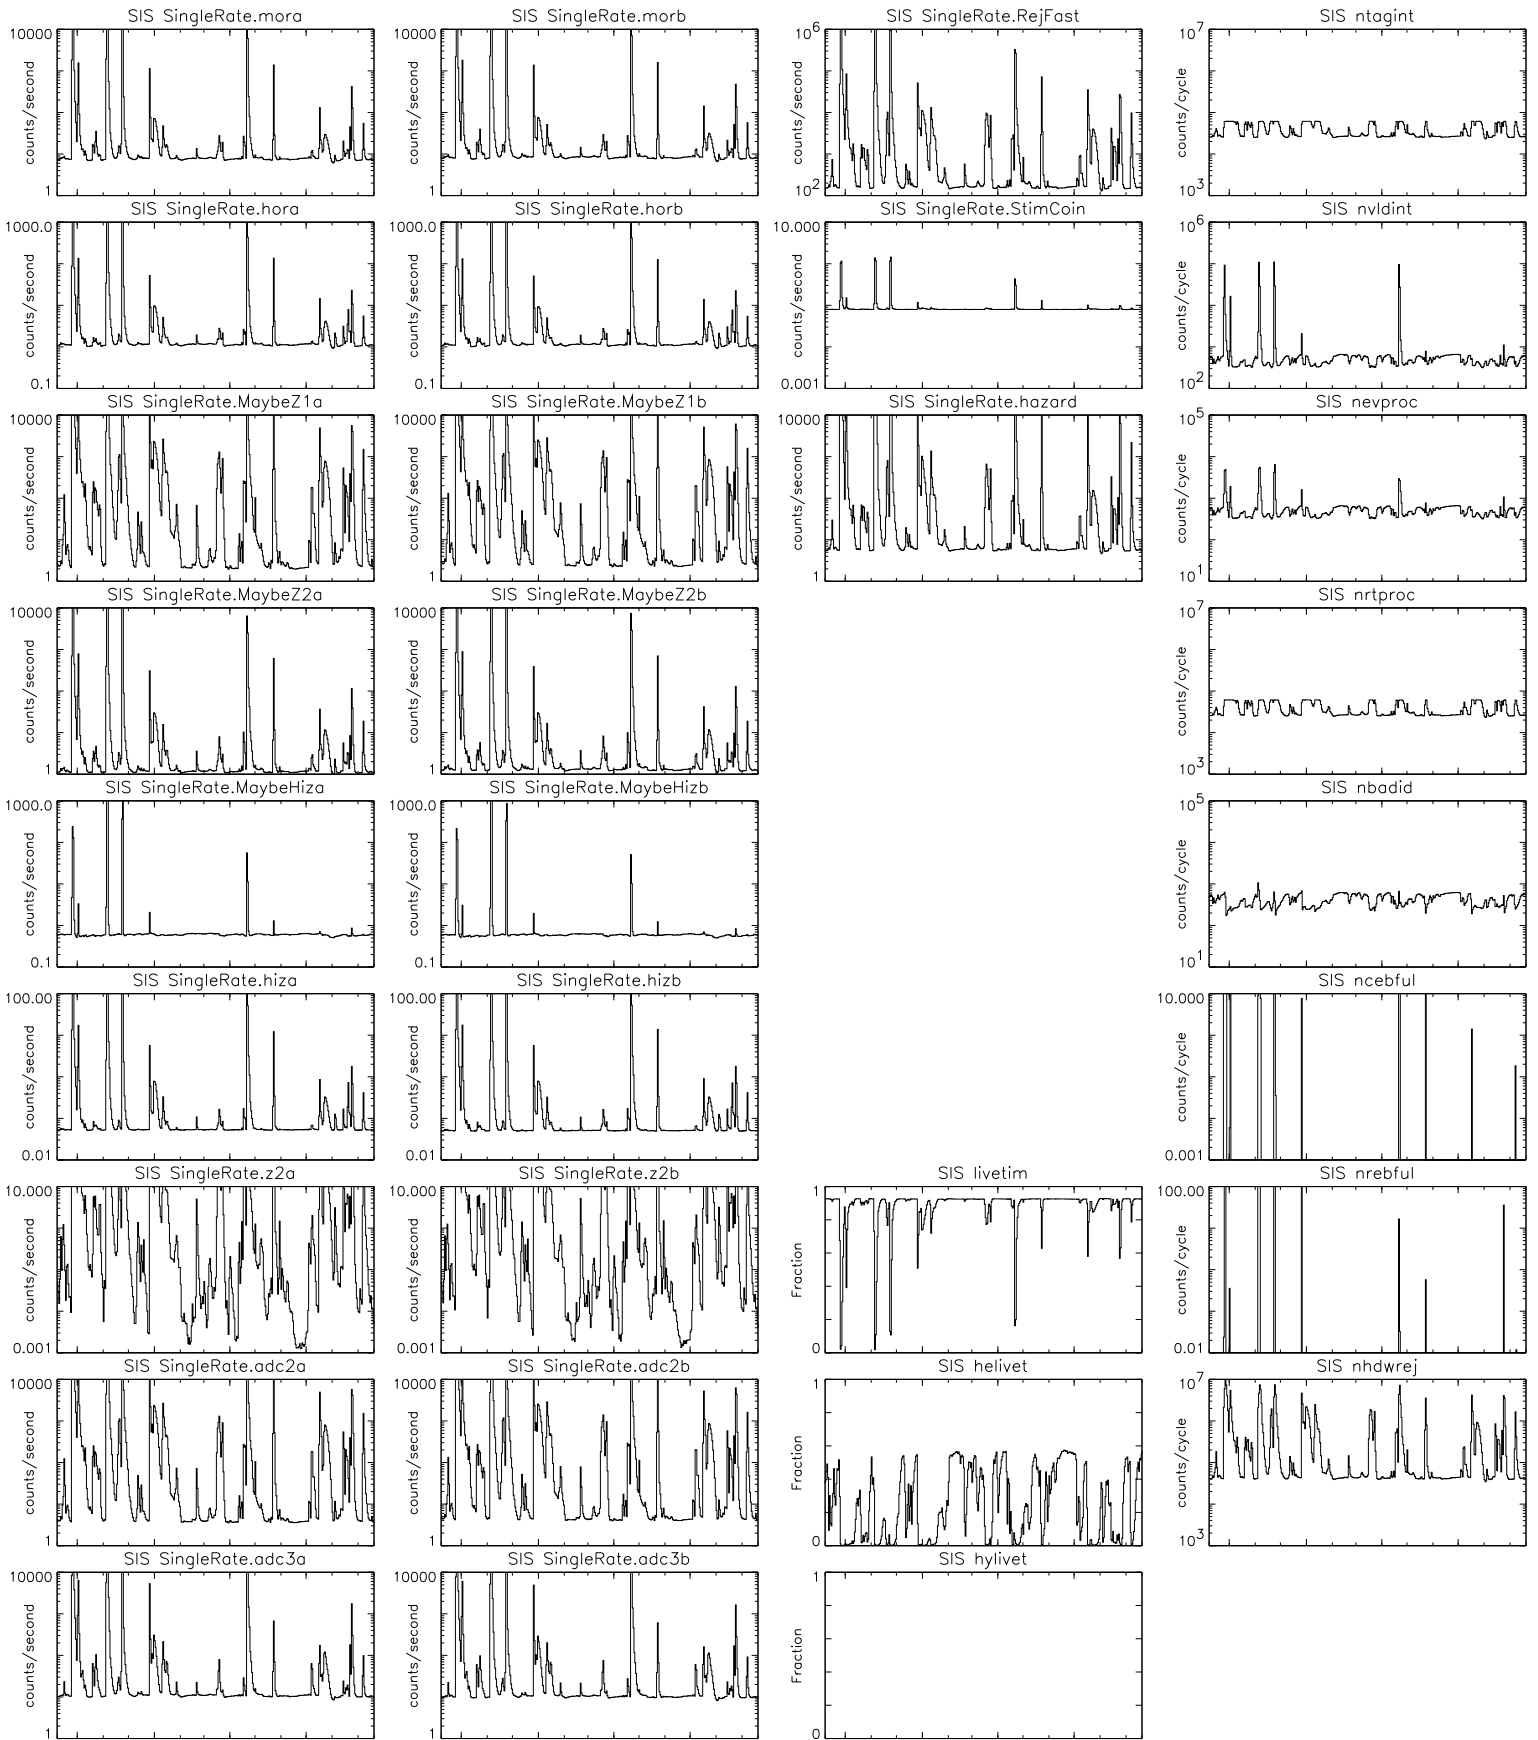 SIS SingleRate.mora
10000
counts/second
1
SIS SingleRate.morb
10000
counts/second
1
SIS SingleRate.RejFast
10^6
counts/second
10^2
SIS ntagint
10^7
counts/cycle
10^3
SIS SingleRate.hora
1000.0
counts/second
0.1
SIS SingleRate.horb
1000.0
counts/second
0.1
SIS SingleRate.StimCoin
10.000
counts/second
0.001
SIS nvldint
10^6
counts/cycle
10^2
SIS SingleRate.MaybeZ1a
10000
counts/second
1
SIS SingleRate.MaybeZ1b
10000
counts/second
1
SIS SingleRate.hazard
10000
counts/second
1
SIS nevproc
10^5
counts/cycle
10^1
SIS SingleRate.MaybeZ2a
10000
counts/second
1
SIS SingleRate.MaybeZ2b
10000
counts/second
1
SIS nrtproc
10^7
counts/cycle
10^3
SIS SingleRate.MaybeHiza
1000.0
counts/second
0.1
SIS SingleRate.MaybeHizb
1000.0
counts/second
0.1
SIS nbadid
10^5
counts/cycle
10^1
SIS SingleRate.hiza
100.00
counts/second
0.01
SIS SingleRate.hizb
100.00
counts/second
0.01
SIS ncebful
10.000
counts/cycle
0.001
SIS SingleRate.z2a
10.000
counts/second
0.001
SIS SingleRate.z2b
10.000
counts/second
0.001
SIS livetim
1
Fraction
0
SIS nrebful
100.00
counts/cycle
0.01
SIS SingleRate.adc2a
10000
counts/second
1
SIS SingleRate.adc2b
10000
counts/second
1
SIS helivet
1
Fraction
0
SIS nhdwrej
10^7
counts/cycle
10^3
SIS SingleRate.adc3a
10000
counts/second
1
SIS SingleRate.adc3b
10000
counts/second
1
SIS hylivet
1
Fraction
0